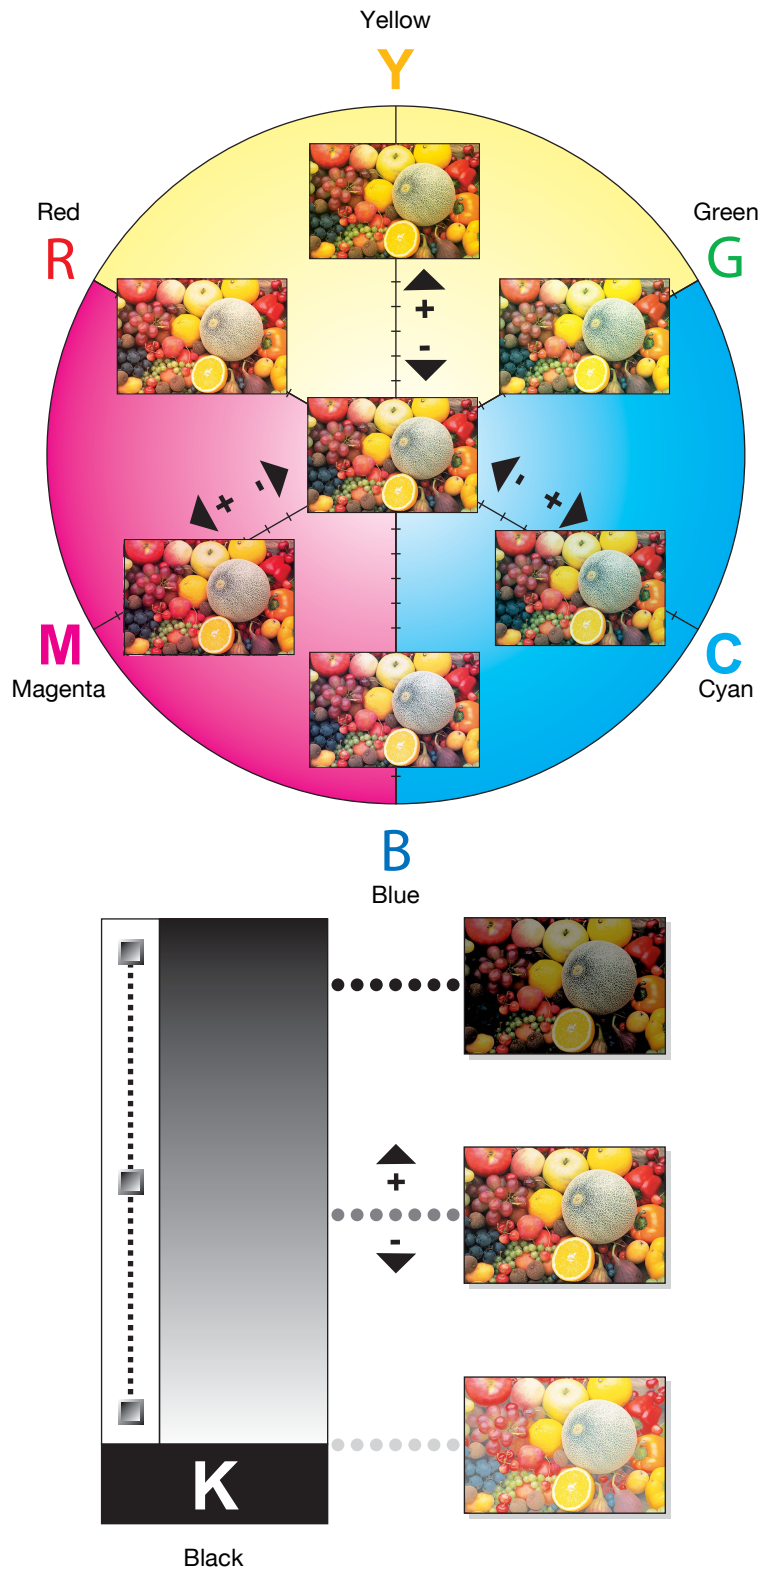 Yellow
Y
Red
R
Green
G
+
-
- +
- +
M
Magenta
C
Cyan
B
Blue
+
-
K
Black